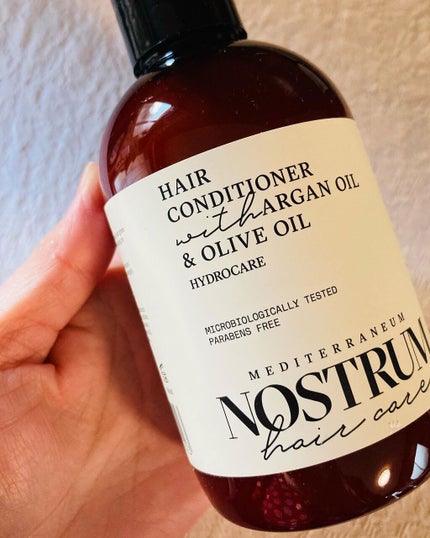 HAIR
CONDITIONER
with ARGAN OIL
& OLIVE OIL
HYDROCARE
MICROBIOLOGICALLY TESTED
PARABENS FREE
MEDITERRANEUM
NOSTRUM
hair care